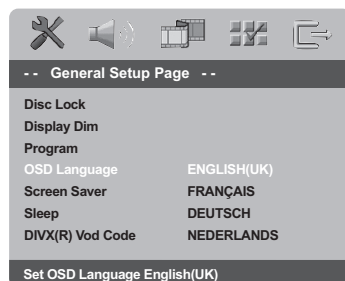 -- General Setup Page --
Disc Lock
Display Dim
Program
OSD Language ENGLISH(UK)
Screen Saver FRANÇAIS
Sleep DEUTSCH
DIVX(R) Vod Code NEDERLANDS
Set OSD Language English(UK)